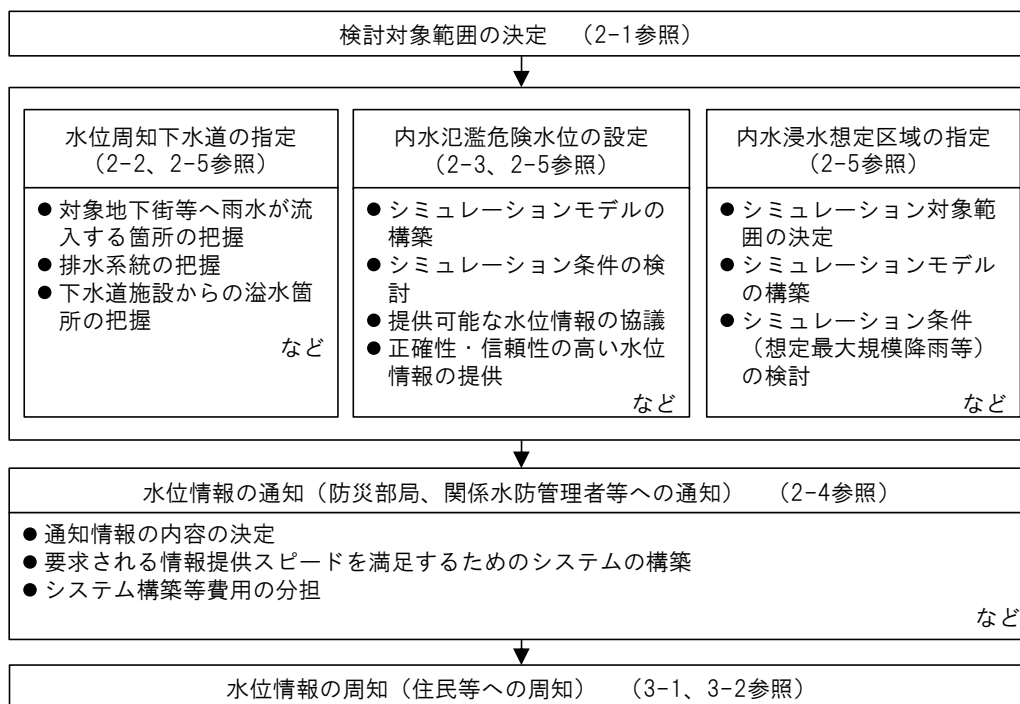 検討対象範囲の決定　（2-1参照）
水位周知下水道の指定
（2-2、2-5参照）
●対象地下街等へ雨水が流
入する箇所の把握
●排水系統の把握
●下水道施設からの溢水箇
所の把握
など
内水氾濫危険水位の設定
（2-3、2-5参照）
●シミュレーションモデルの
構築
●シミュレーション条件の検
討
●提供可能な水位情報の協議
●正確性・信頼性の高い水位
情報の提供
など
内水浸水想定区域の指定
（2-5参照）
●シミュレーション対象範
囲の決定
●シミュレーションモデル
の構築
●シミュレーション条件
（想定最大規模降雨等）
の検討
など
水位情報の通知（防災部局、関係水防管理者等への通知）　（2-4参照）
●通知情報の内容の決定
●要求される情報提供スピードを満足するためのシステムの構築
●システム構築等費用の分担
など
水位情報の周知（住民等への周知）　（3-1、3-2参照）